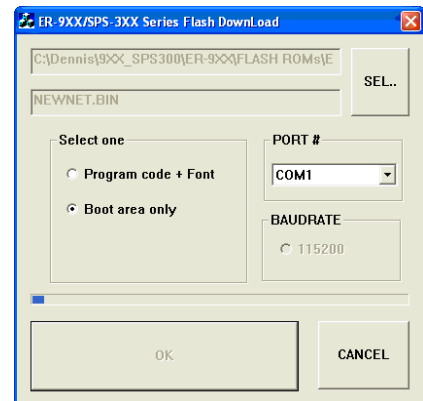 ER-9XX/SPS-3XX Series Flash DownLoad
C:\Dennis\9XX_SPS300\ER-9XX\FLASH ROMs\E
SEL..
NEWNET.BIN
Select one
PORT #
Program code + Font
COM1
Boot area only
BAUDRATE
115200
OK
CANCEL